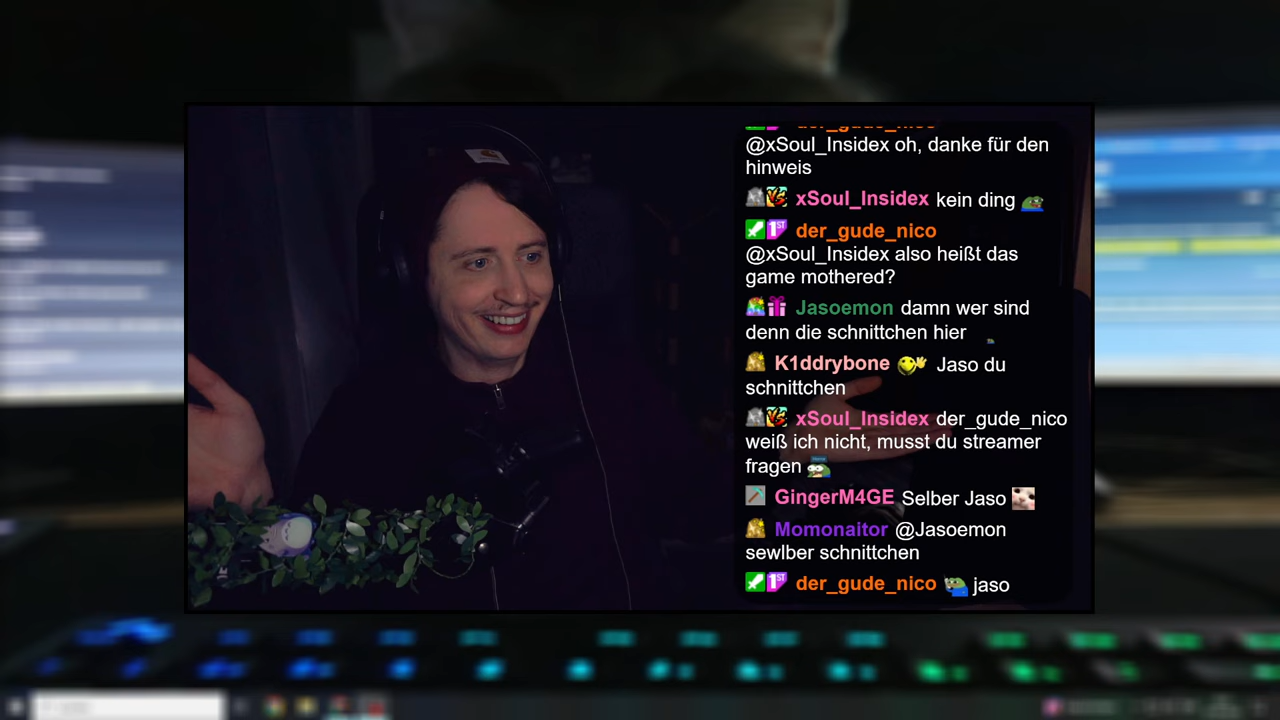 @xSoul_Insidex oh, danke für den
hinweis
xSoul_Insidex kein ding
1ST der_gude_nico
@xSoul_Insidex also heißt das
game mothered?
Jasoemon damn wer sind
denn die schnittchen hier
K1ddrybone Jaso du
schnittchen
xSoul_Insidex der_gude_nico
weiß ich nicht, musst du streamer
fragen
GingerM4GE Selber Jaso
Momonaitor @Jasoemon
sewlber schnittchen
1ST der_gude_nico jaso